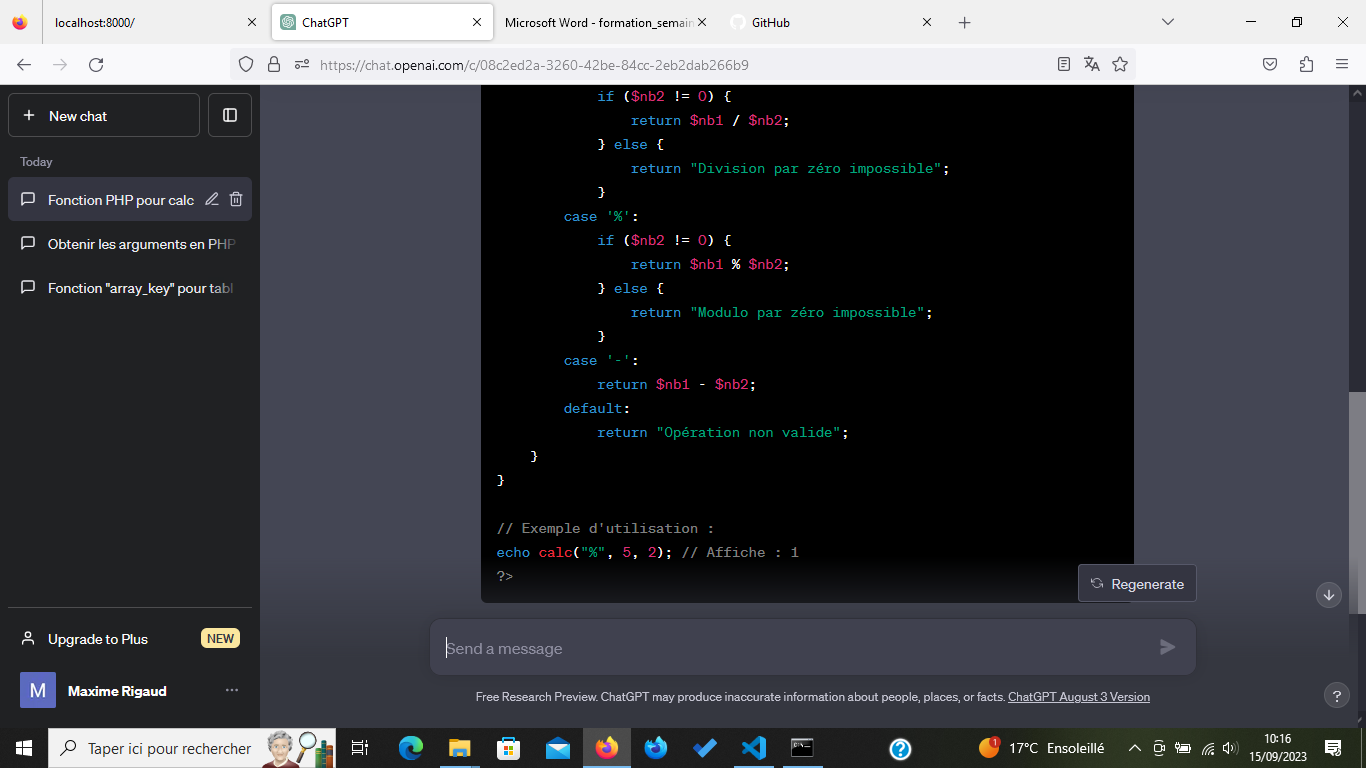 localhost:8000/
ChatGPT
Microsoft Word - formation_semain
GitHub
https://chat.openai.com/c/08c2ed2a-3260-42be-84cc-2eb2dab266b9
New chat
Today
Fonction PHP pour calc
Obtenir les arguments en PHP
Fonction "array_key" pour tabl
if ($nb2 != 0) {
return $nb1 / $nb2;
} else {
return "Division par zéro impossible";
}
case '%':
if ($nb2 != 0) {
return $nb1 % $nb2;
} else {
return "Modulo par zéro impossible";
}
case '-':
return $nb1 - $nb2;
default:
return "Opération non valide";
}
}
// Exemple d'utilisation :
echo calc("%", 5, 2); // Affiche : 1
?>
Regenerate
Send a message
Free Research Preview. ChatGPT may produce inaccurate information about people, places, or facts. ChatGPT August 3 Version
?
Upgrade to Plus
NEW
M
Maxime Rigaud
Taper ici pour rechercher
?
1
17°C Ensoleillé
10:16
15/09/2023